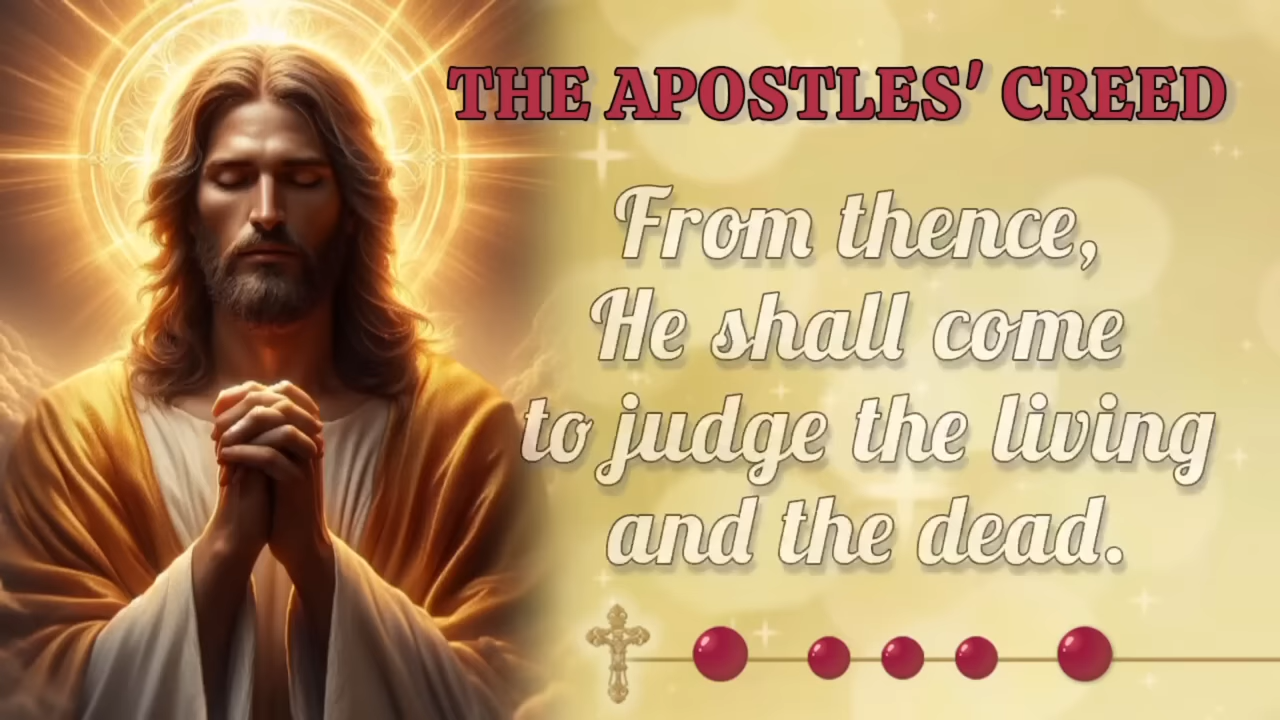 THE APOSTLES' CREED
From thence,
He shall come
to judge the living
and the dead.